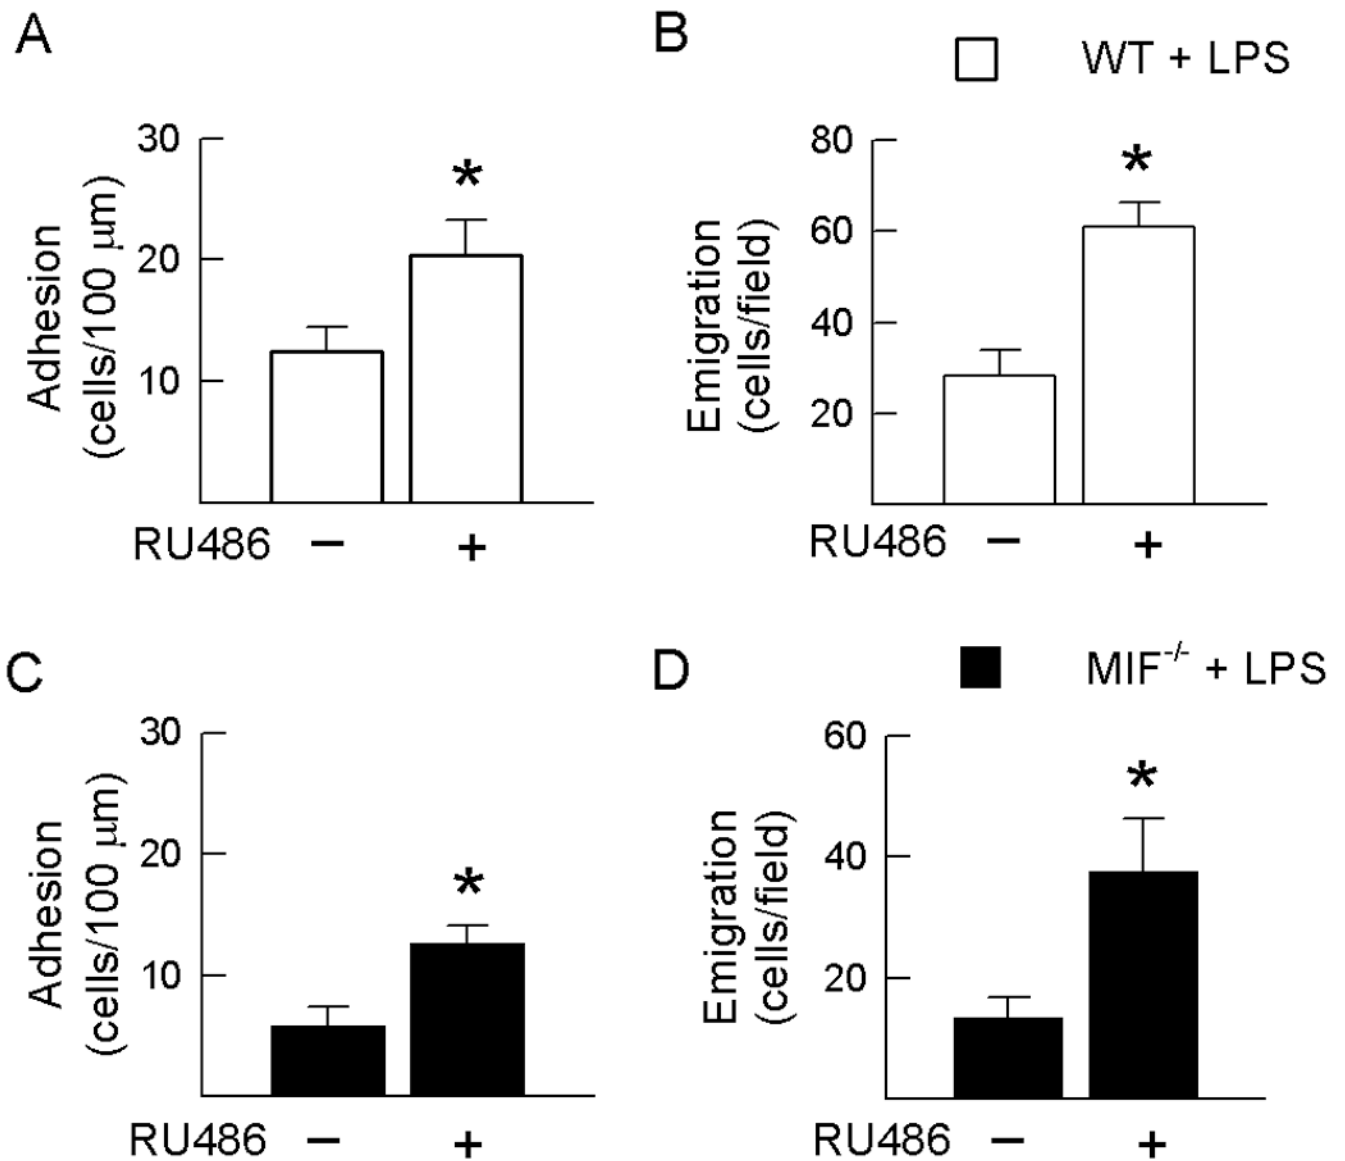 A
B
WT + LPS
Adhesion
(cells/100 μm)
30
20
10
*
RU486 − +
Emigration
(cells/field)
80
60
40
20
*
RU486 − +
C
D
MIF-/- + LPS
Adhesion
(cells/100 μm)
30
20
10
*
RU486 − +
Emigration
(cells/field)
60
40
20
*
RU486 − +